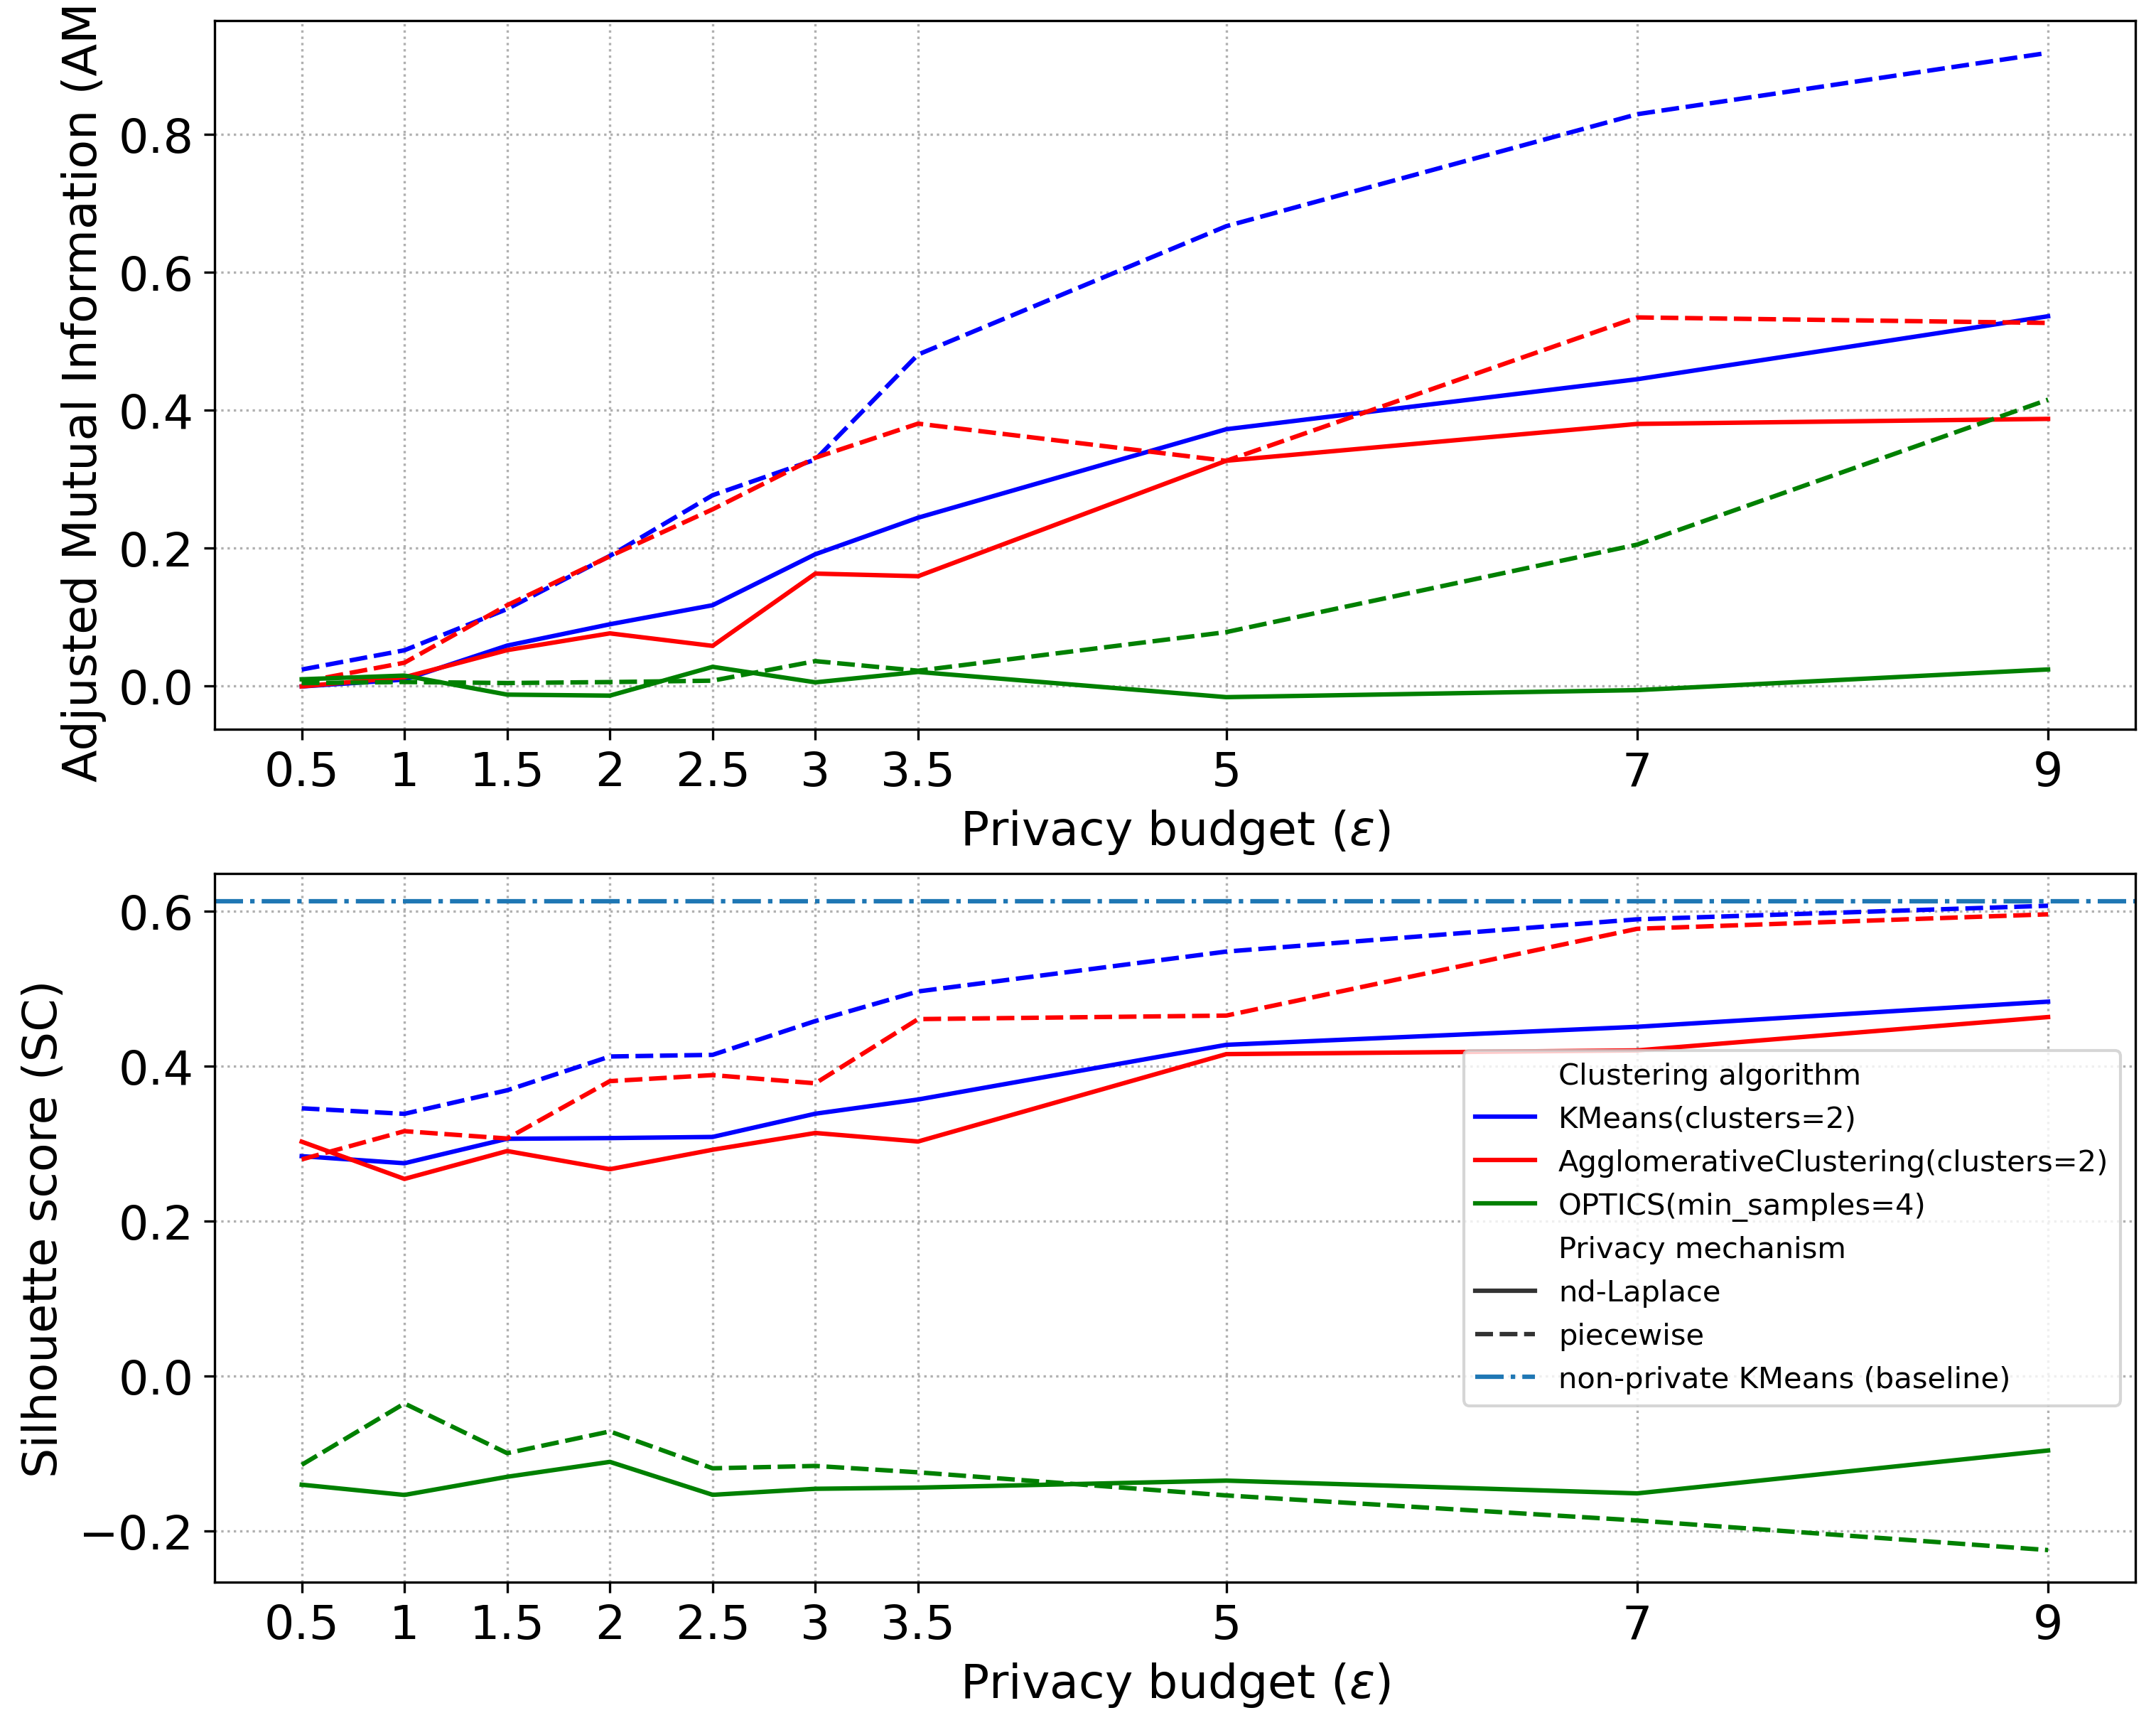 Adjusted Mutual Information (AM
0.8
0.6
0.4
0.2
0.0
0.5 1 1.5 2 2.5 3 3.5 5 7 9
Privacy budget (ε)
Silhouette score (SC)
0.6
0.4
0.2
0.0
−0.2
Clustering algorithm
KMeans(clusters=2)
AgglomerativeClustering(clusters=2)
OPTICS(min_samples=4)
Privacy mechanism
nd-Laplace
piecewise
non-private KMeans (baseline)
0.5 1 1.5 2 2.5 3 3.5 5 7 9
Privacy budget (ε)